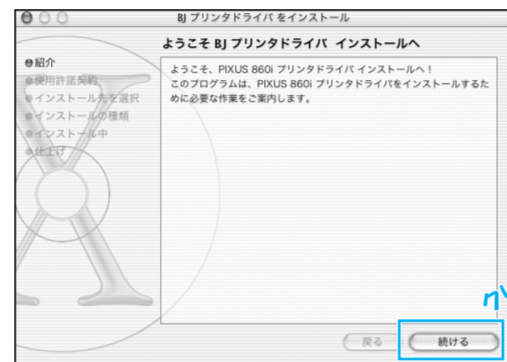 BJ プリンタドライバ をインストール
ようこそ BJ プリンタドライバ インストールへ
紹介
使用許諾契約
インストール先を選択
インストールの種類
インストール中
仕上げ
ようこそ、PIXUS 860i プリンタドライバ インストールへ！
このプログラムは、PIXUS 860i プリンタドライバをインストールするた
めに必要な作業をご案内します。
戻る
続ける